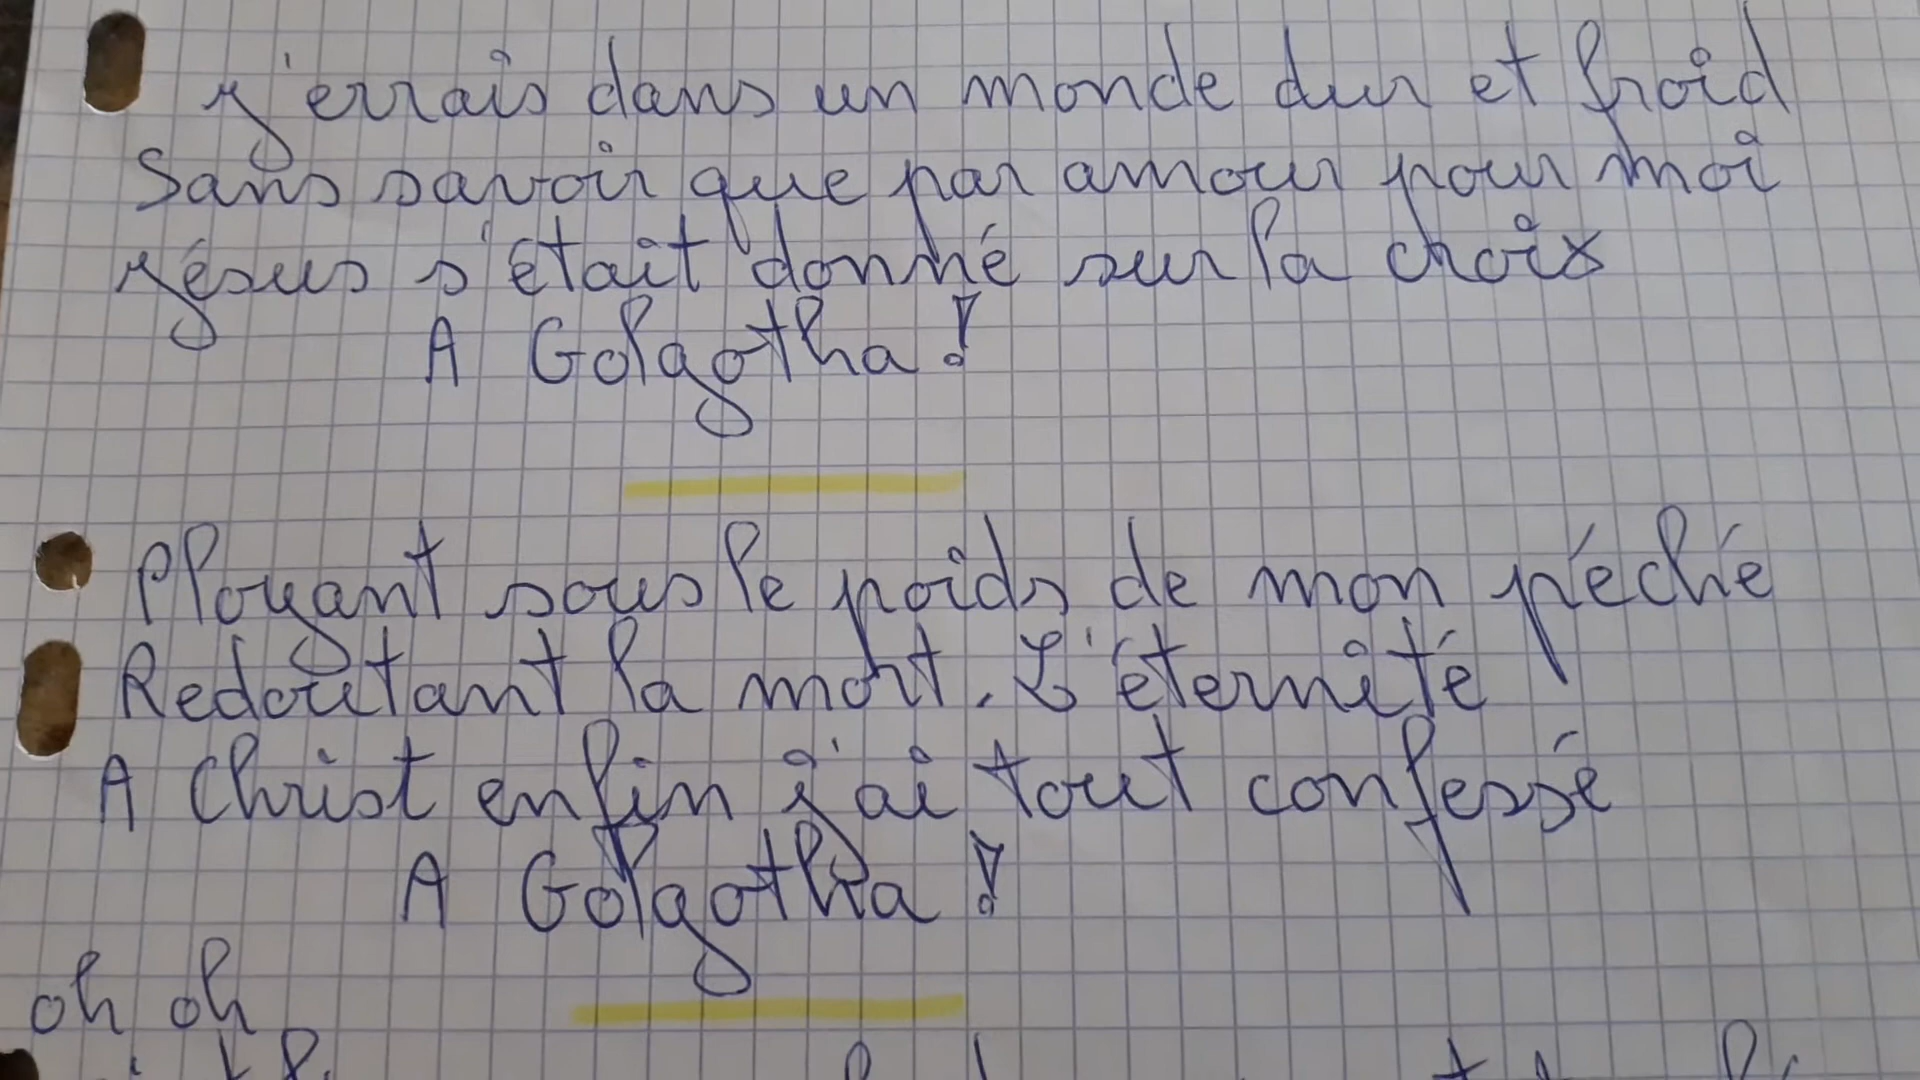 J'errais dans un monde dur et froid
Sans savoir que par amour pour moi
Jésus s'était donné sur la croix
A Golgotha !
Ployant sous le poids de mon péché
Redoutant la mort. L'éternité
A Christ enfin j'ai tout confessé
A Golgotha !
oh oh